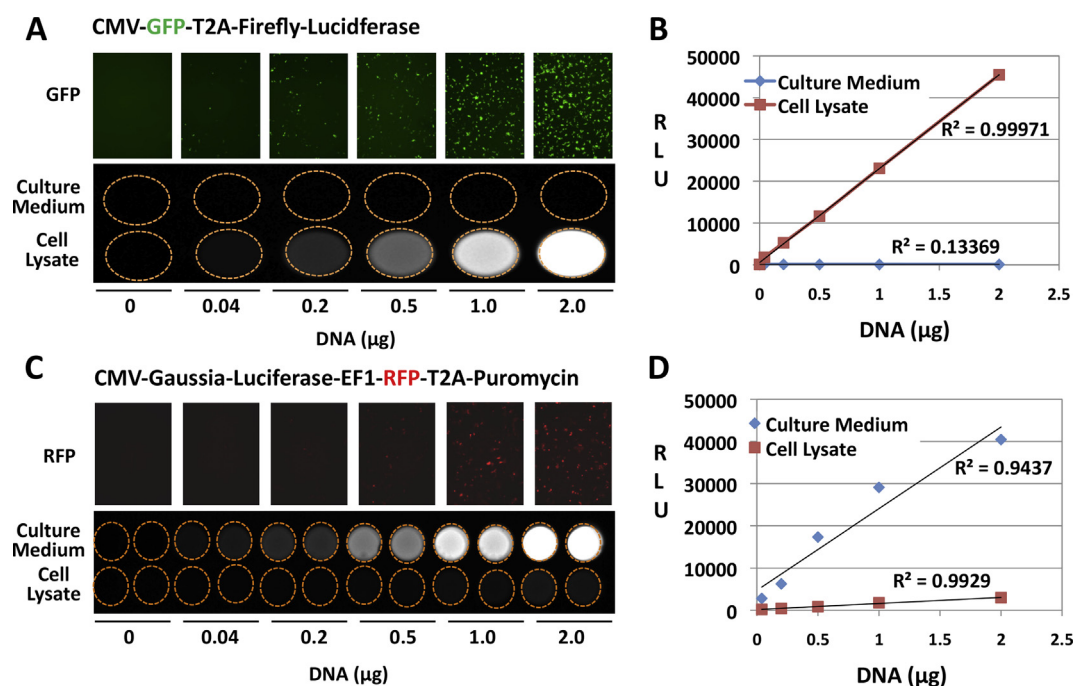 A
CMV-GFP-T2A-Firefly-Lucidferase
GFP
Culture
Medium
Cell
Lysate
0 0.04 0.2 0.5 1.0 2.0
DNA (µg)
B
50000
40000
30000
20000
10000
0
R
L
U
Culture Medium
Cell Lysate
R² = 0.99971
R² = 0.13369
0 0.5 1 1.5 2 2.5
DNA (µg)
C
CMV-Gaussia-Luciferase-EF1-RFP-T2A-Puromycin
RFP
Culture
Medium
Cell
Lysate
0 0.04 0.2 0.5 1.0 2.0
DNA (µg)
D
50000
40000
30000
20000
10000
0
R
L
U
Culture Medium
Cell Lysate
R² = 0.9437
R² = 0.9929
0 0.5 1 1.5 2 2.5
DNA (µg)